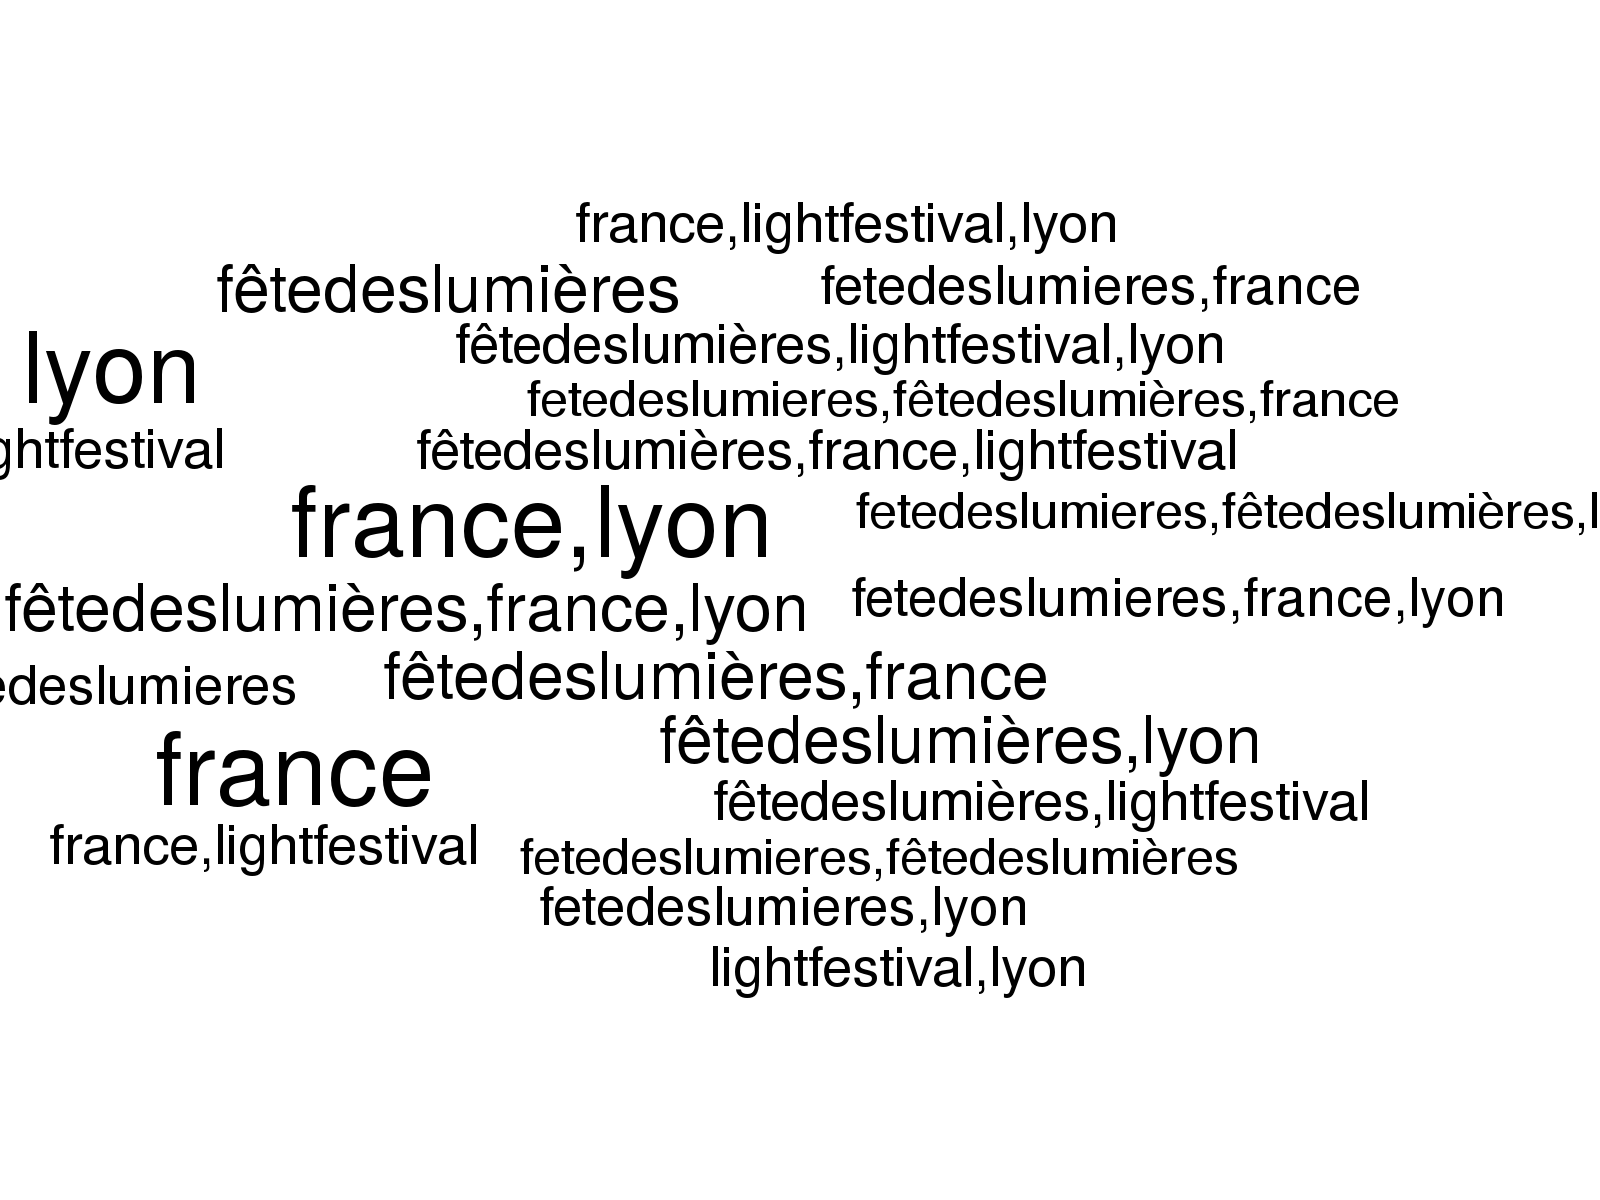 france,lightfestival,lyon
fêtedeslumières
fetedeslumieres,france
fêtedeslumières,lightfestival,lyon
lyon
fetedeslumieres,fêtedeslumières,france
ghtfestival
fêtedeslumières,france,lightfestival
france,lyon
fetedeslumieres,fêtedeslumières,l
fêtedeslumières,france,lyon
fetedeslumieres,france,lyon
edeslumieres
fêtedeslumières,france
fêtedeslumières,lyon
france
fêtedeslumières,lightfestival
france,lightfestival
fetedeslumieres,fêtedeslumières
fetedeslumieres,lyon
lightfestival,lyon